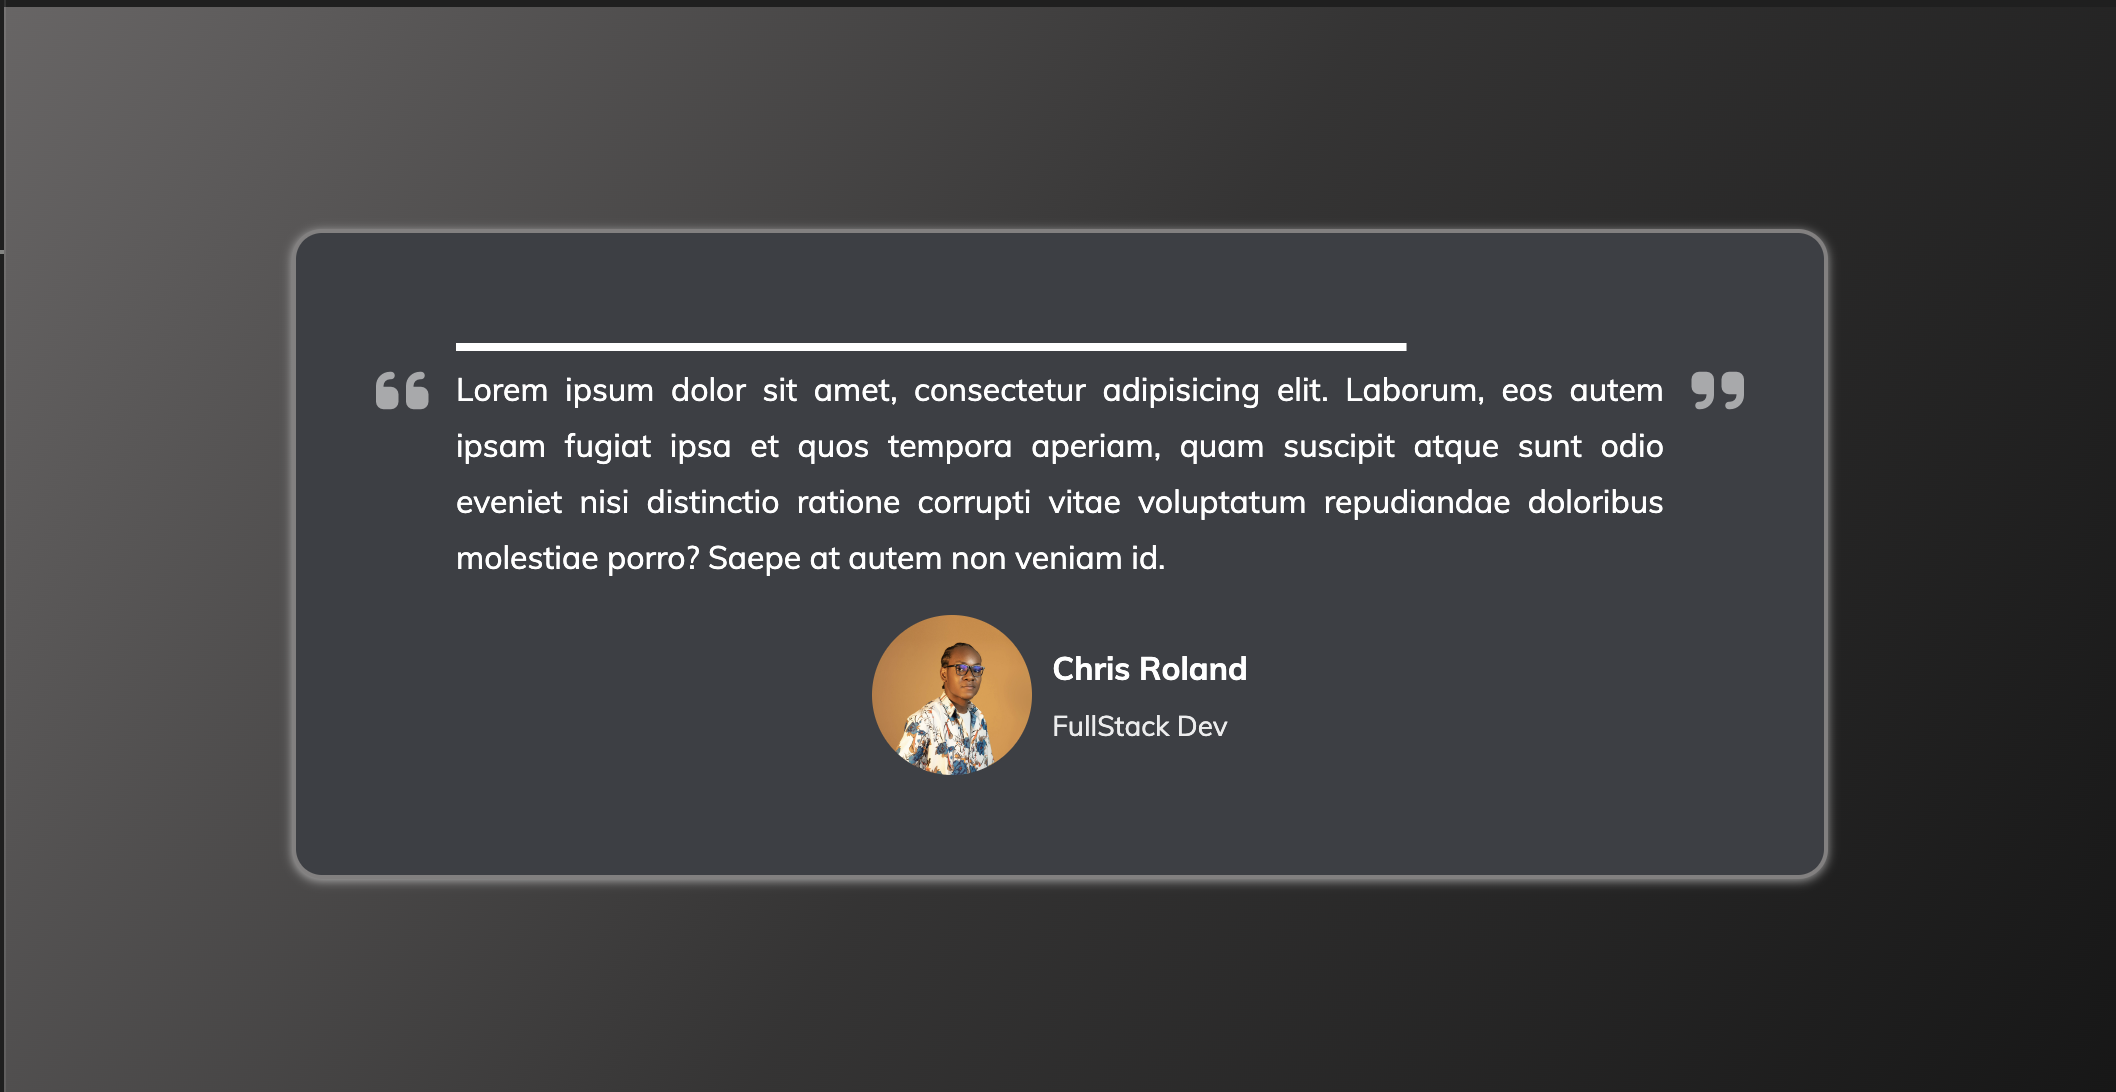 “ Lorem ipsum dolor sit amet, consectetur adipisicing elit. Laborum, eos autem ”
ipsam fugiat ipsa et quos tempora aperiam, quam suscipit atque sunt odio
eveniet nisi distinctio ratione corrupti vitae voluptatum repudiandae doloribus
molestiae porro? Saepe at autem non veniam id.
Chris Roland
FullStack Dev